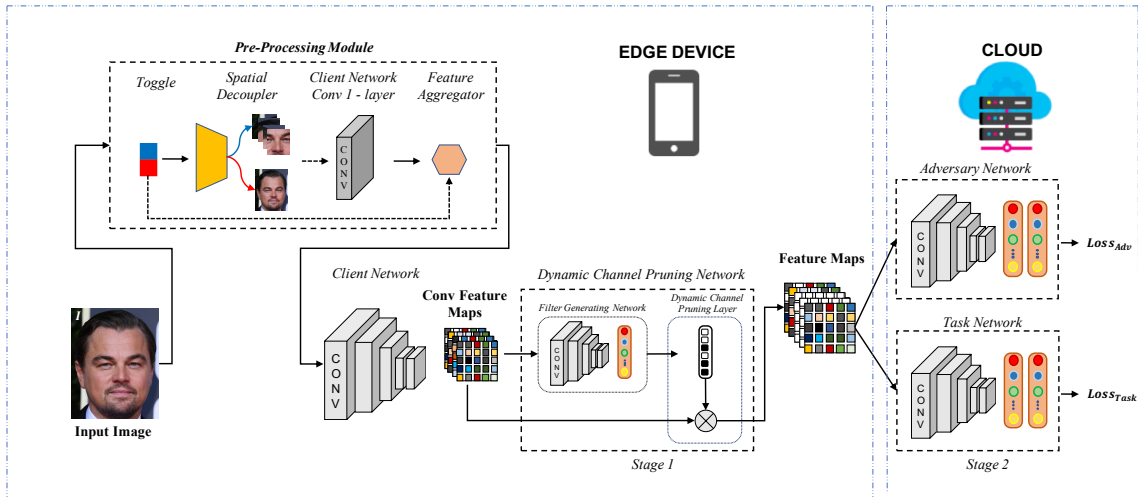 Pre-Processing Module
Toggle
Spatial
Decoupler
Client Network
Conv 1 - layer
Feature
Aggregator
CONV
EDGE DEVICE
CLOUD
Adversary Network
CONV
Loss_Adv
Input Image
1
Client Network
CONV
Conv Feature
Maps
Dynamic Channel Pruning Network
Filter Generating Network
CONV
Dynamic Channel
Pruning Layer
Stage 1
Feature Maps
Task Network
CONV
Loss_Task
Stage 2